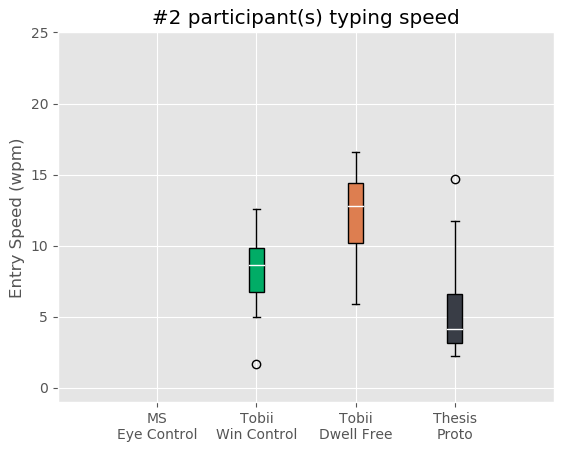 #2 participant(s) typing speed
25
20
15
10
5
0
Entry Speed (wpm)
MS
Eye Control
Tobii
Win Control
Tobii
Dwell Free
Thesis
Proto